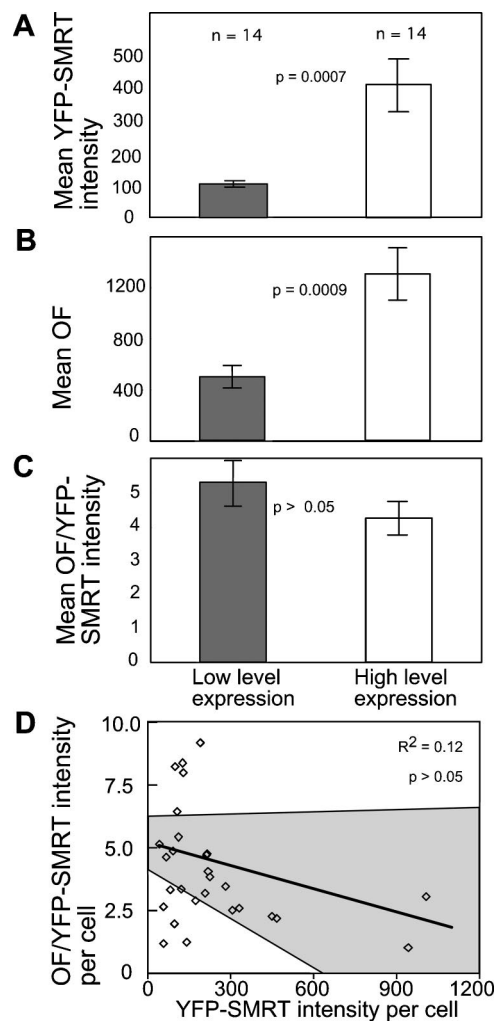 A
n = 14
n = 14
p = 0.0007
Mean YFP-SMRT
intensity
500
400
300
200
100
0
B
p = 0.0009
Mean OF
1200
800
400
0
C
p > 0.05
Mean OF/YFP-
SMRT intensity
5
4
3
2
1
0
Low level
expression
High level
expression
D
R2 = 0.12
p > 0.05
OF/YFP-SMRT intensity
per cell
10.0
7.5
5.0
2.5
0
0
300
600
900
1200
YFP-SMRT intensity per cell